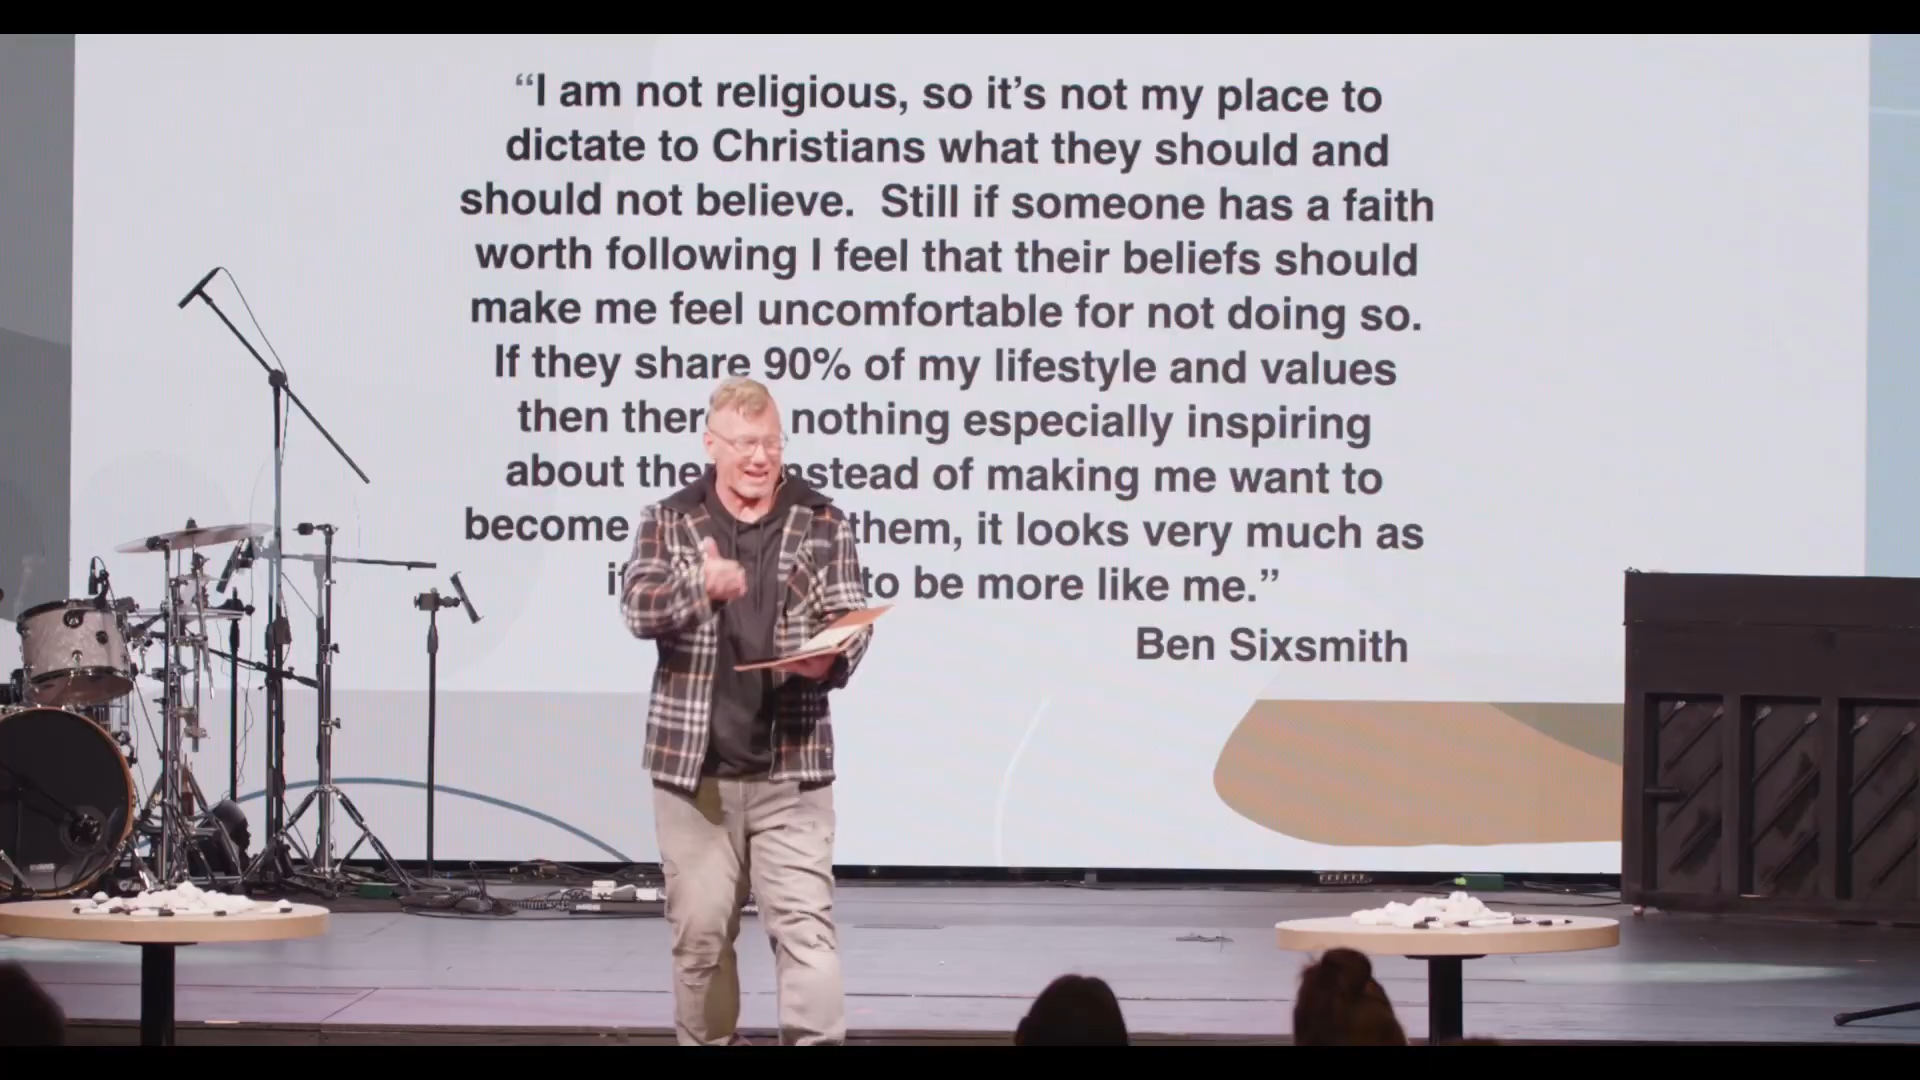 “I am not religious, so it’s not my place to
dictate to Christians what they should and
should not believe.  Still if someone has a faith
worth following I feel that their beliefs should
make me feel uncomfortable for not doing so.
If they share 90% of my lifestyle and values
then nothing especially inspiring
about of making me want to
become them, it looks very much as
to be more like me.”
Ben Sixsmith